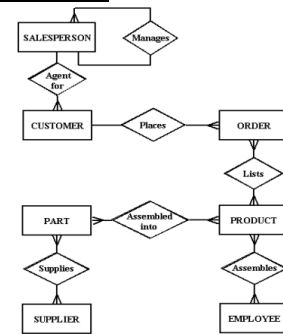 SALESPERSON
Manages
Agent
for
CUSTOMER
Places
ORDER
Lists
PART
Assembled
into
PRODUCT
Supplies
Assembles
SUPPLIER
EMPLOYEE